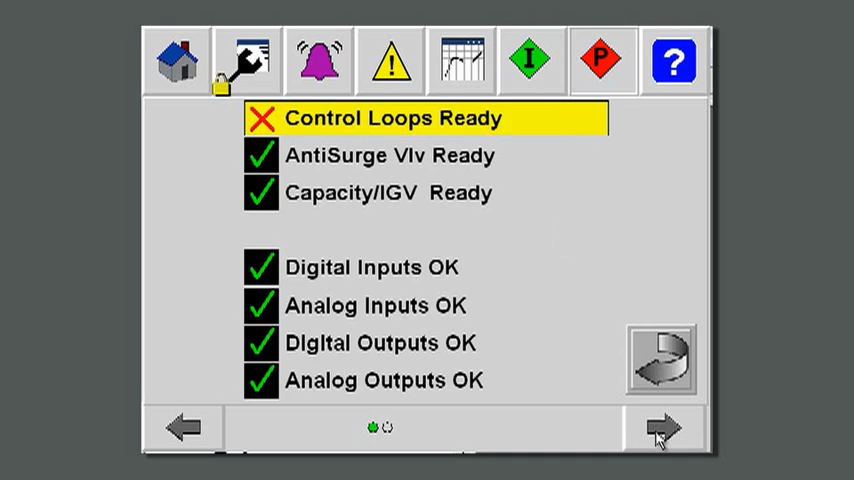 ! I P ?
Control Loops Ready
AntiSurge Vlv Ready
Capacity/IGV Ready
Digital Inputs OK
Analog Inputs OK
DIgItal Outputs OK
Analog Outputs OK